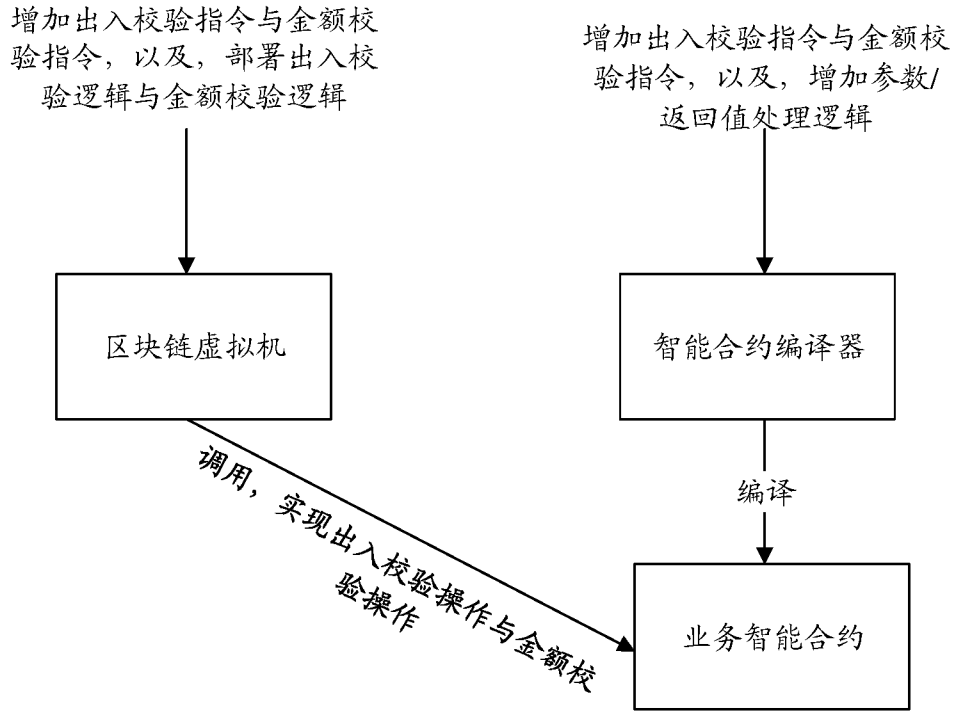 增加出入校验指令与金额校
验指令，以及，部署出入校
验逻辑与金额校验逻辑
增加出入校验指令与金额校
验指令，以及，增加参数/
返回值处理逻辑
区块链虚拟机
智能合约编译器
调用，实现出入校验操作与金额校
验操作
编译
业务智能合约